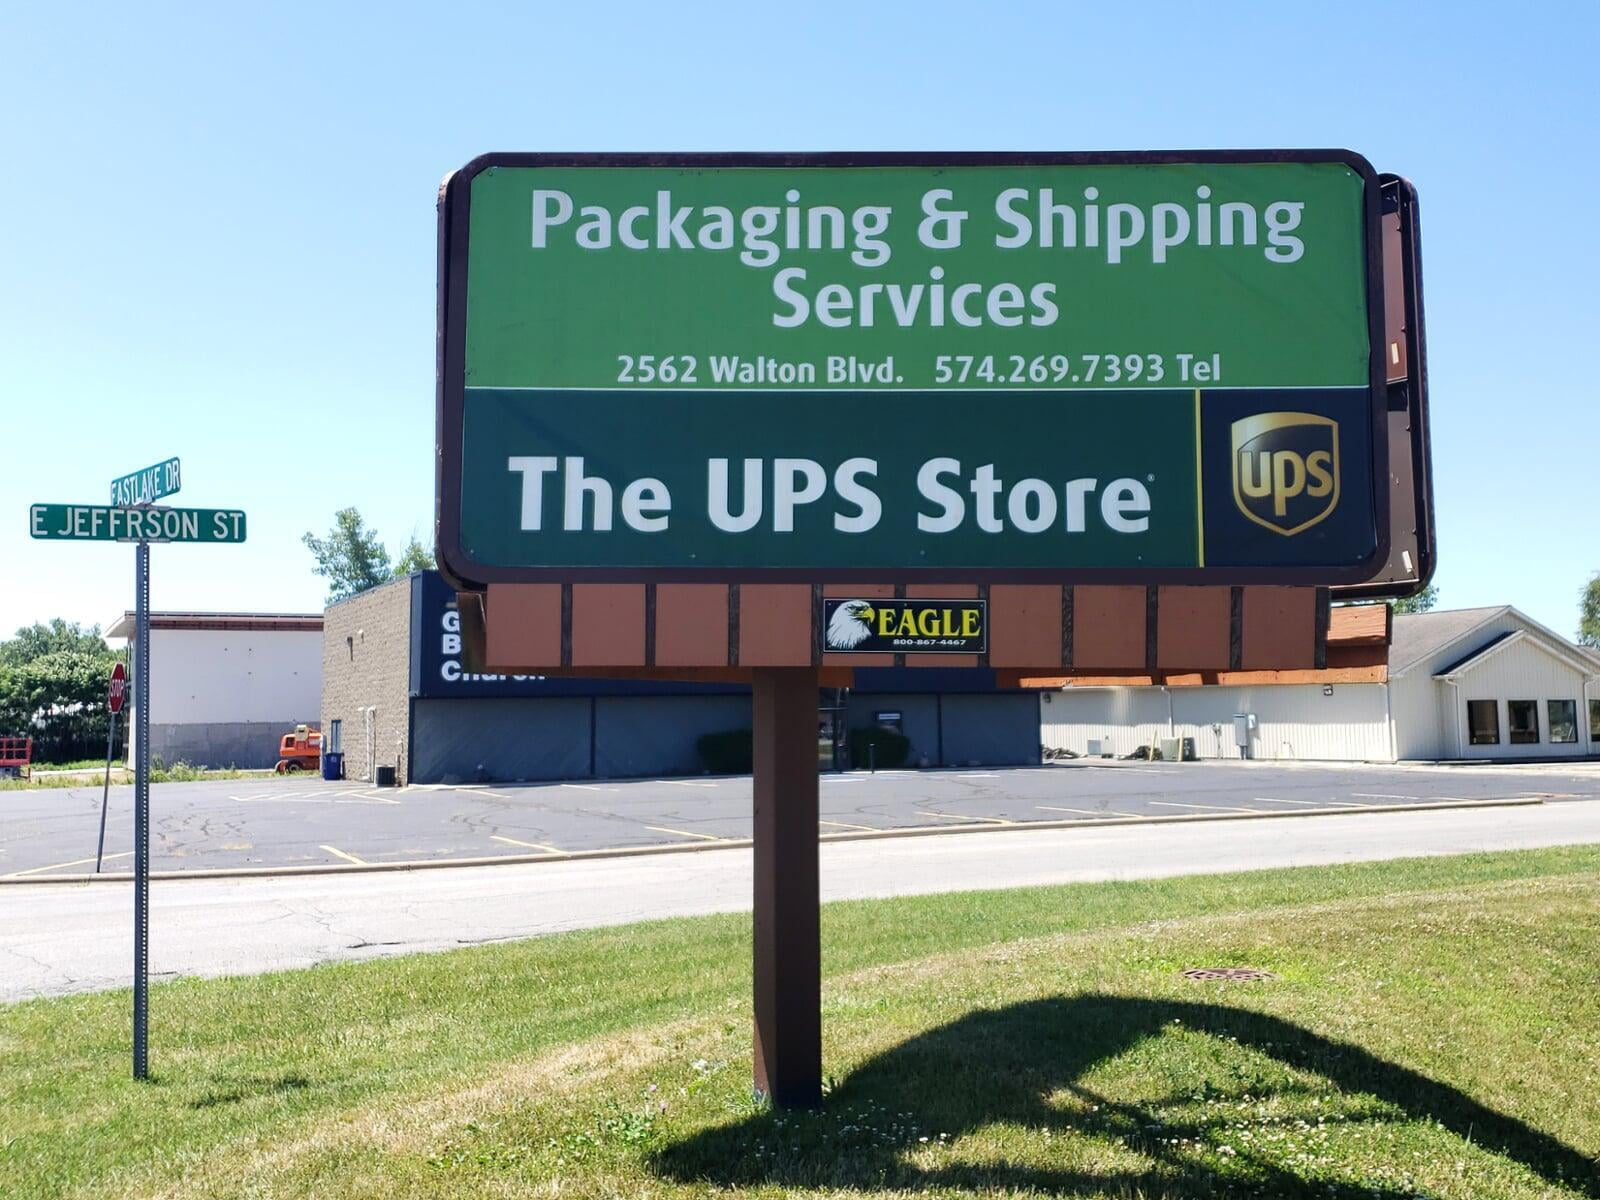 Packaging & Shipping
Services
2562 Walton Blvd. 574.269.7393 Tel
The UPS Store®
ups
EAGLE
800-867-4467
EASTLAKE DR
E JEFFRSON ST
STOP
G
B
Church